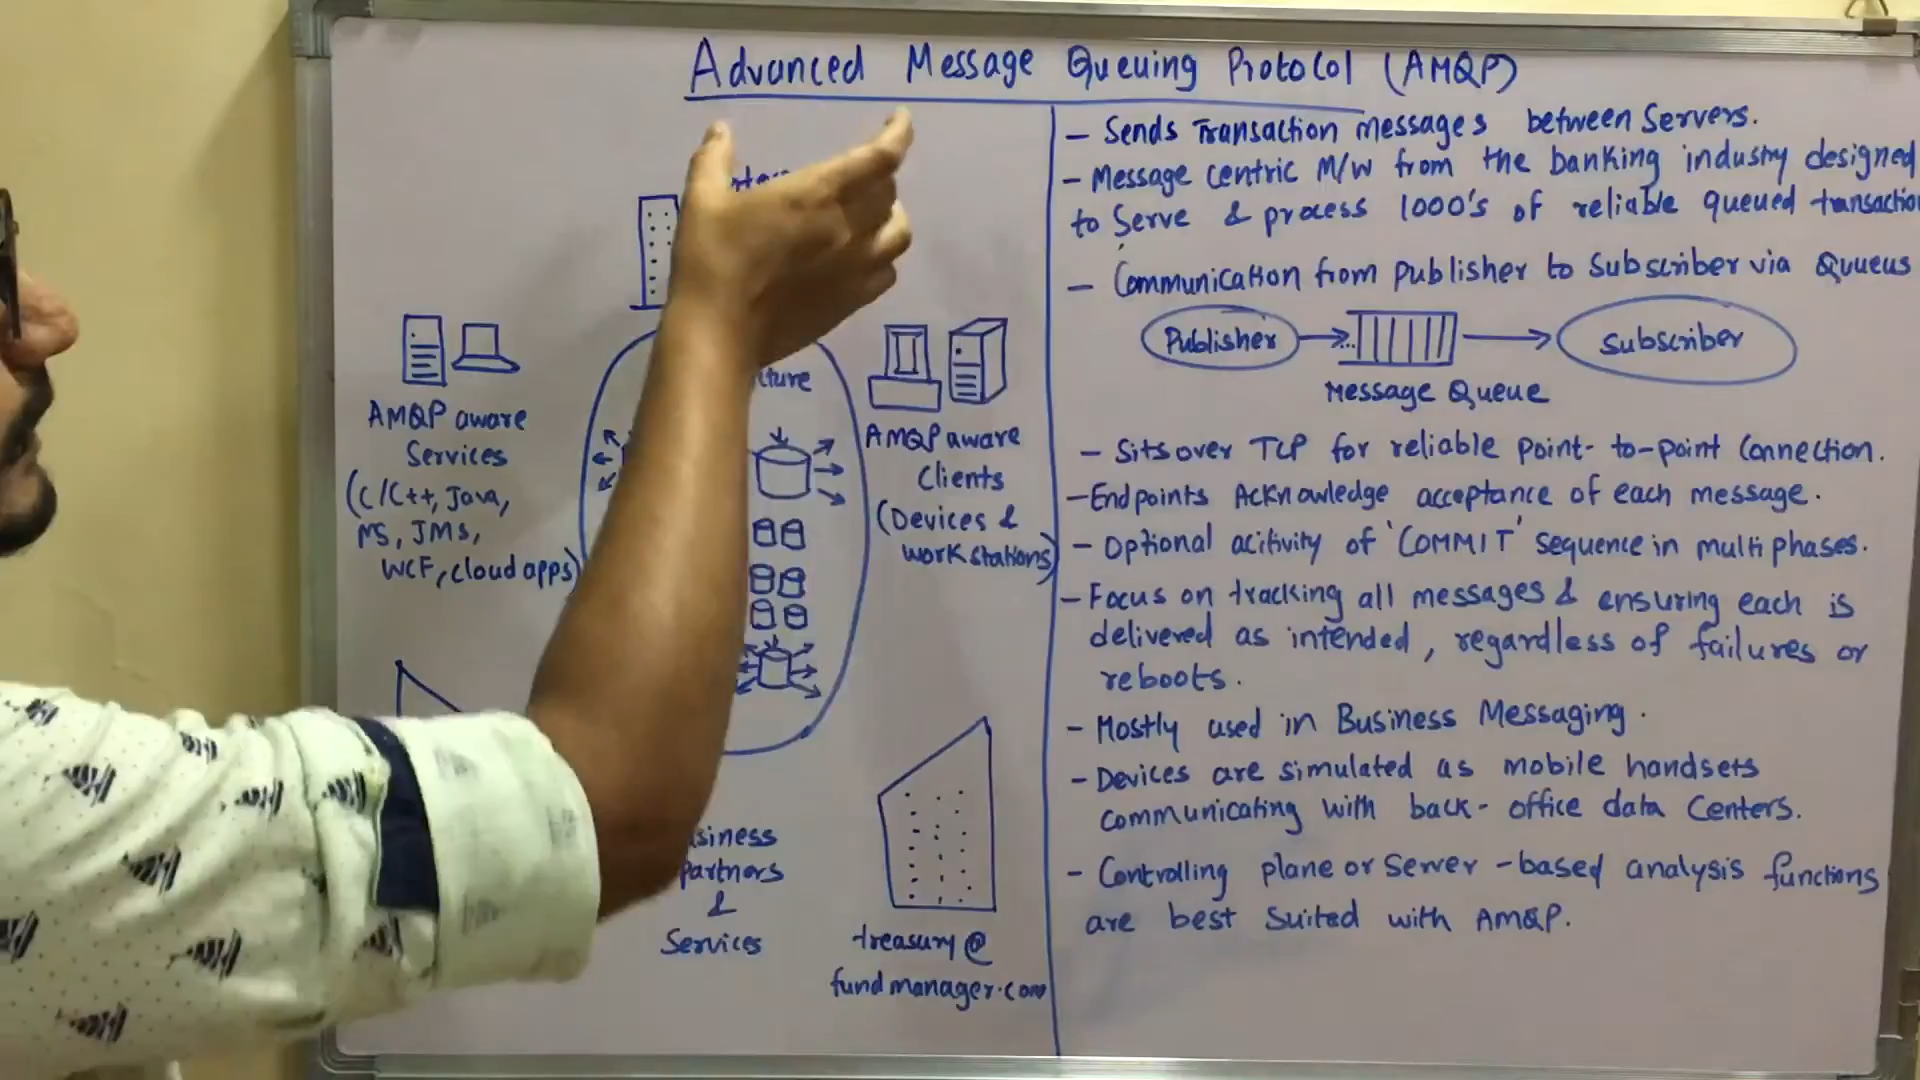 Advanced Message Queuing Protocol (AMQP)
AMQP aware
Services
(C/C++, Java,
MS, JMS,
WCF, cloud apps)
cture
AMQP aware
Clients
(Devices &
workstations)
siness
partners
&
Services
treasury @
fundmanager.com
- Sends Transaction messages between Servers.
- Message centric M/W from the banking industry designed
to Serve & process 1000's of reliable queued transactio
- Communication from publisher to Subscriber via Quueus
Publisher
Subscriber
Message Queue
- Sits over TCP for reliable point-to-point connection.
- Endpoints Acknowledge acceptance of each message.
- Optional acitivity of 'COMMIT' sequence in multiphases.
- Focus on tracking all messages & ensuring each is
delivered as intended, regardless of failures or
reboots.
- Mostly used in Business Messaging.
- Devices are simulated as mobile handsets
communicating with back-office data Centers.
- Controlling plane or Server-based analysis functions
are best suited with AMQP.